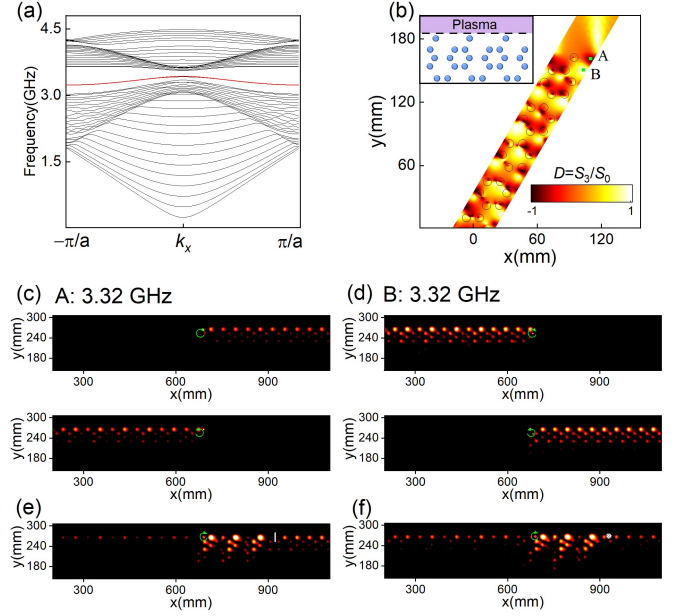 (a)
4.5
3.0
1.5
Frequency(GHz)
−π/a
k_x
π/a
(b)
Plasma
A
B
180
120
60
y(mm)
D=S_3/S_0
-1
1
0
60
120
x(mm)
(c) A: 3.32 GHz
300
240
180
y(mm)
300
600
900
x(mm)
300
240
180
y(mm)
300
600
900
x(mm)
(d) B: 3.32 GHz
300
240
180
y(mm)
300
600
900
x(mm)
300
240
180
y(mm)
300
600
900
x(mm)
(e)
300
240
180
y(mm)
300
600
900
x(mm)
(f)
300
240
180
y(mm)
300
600
900
x(mm)